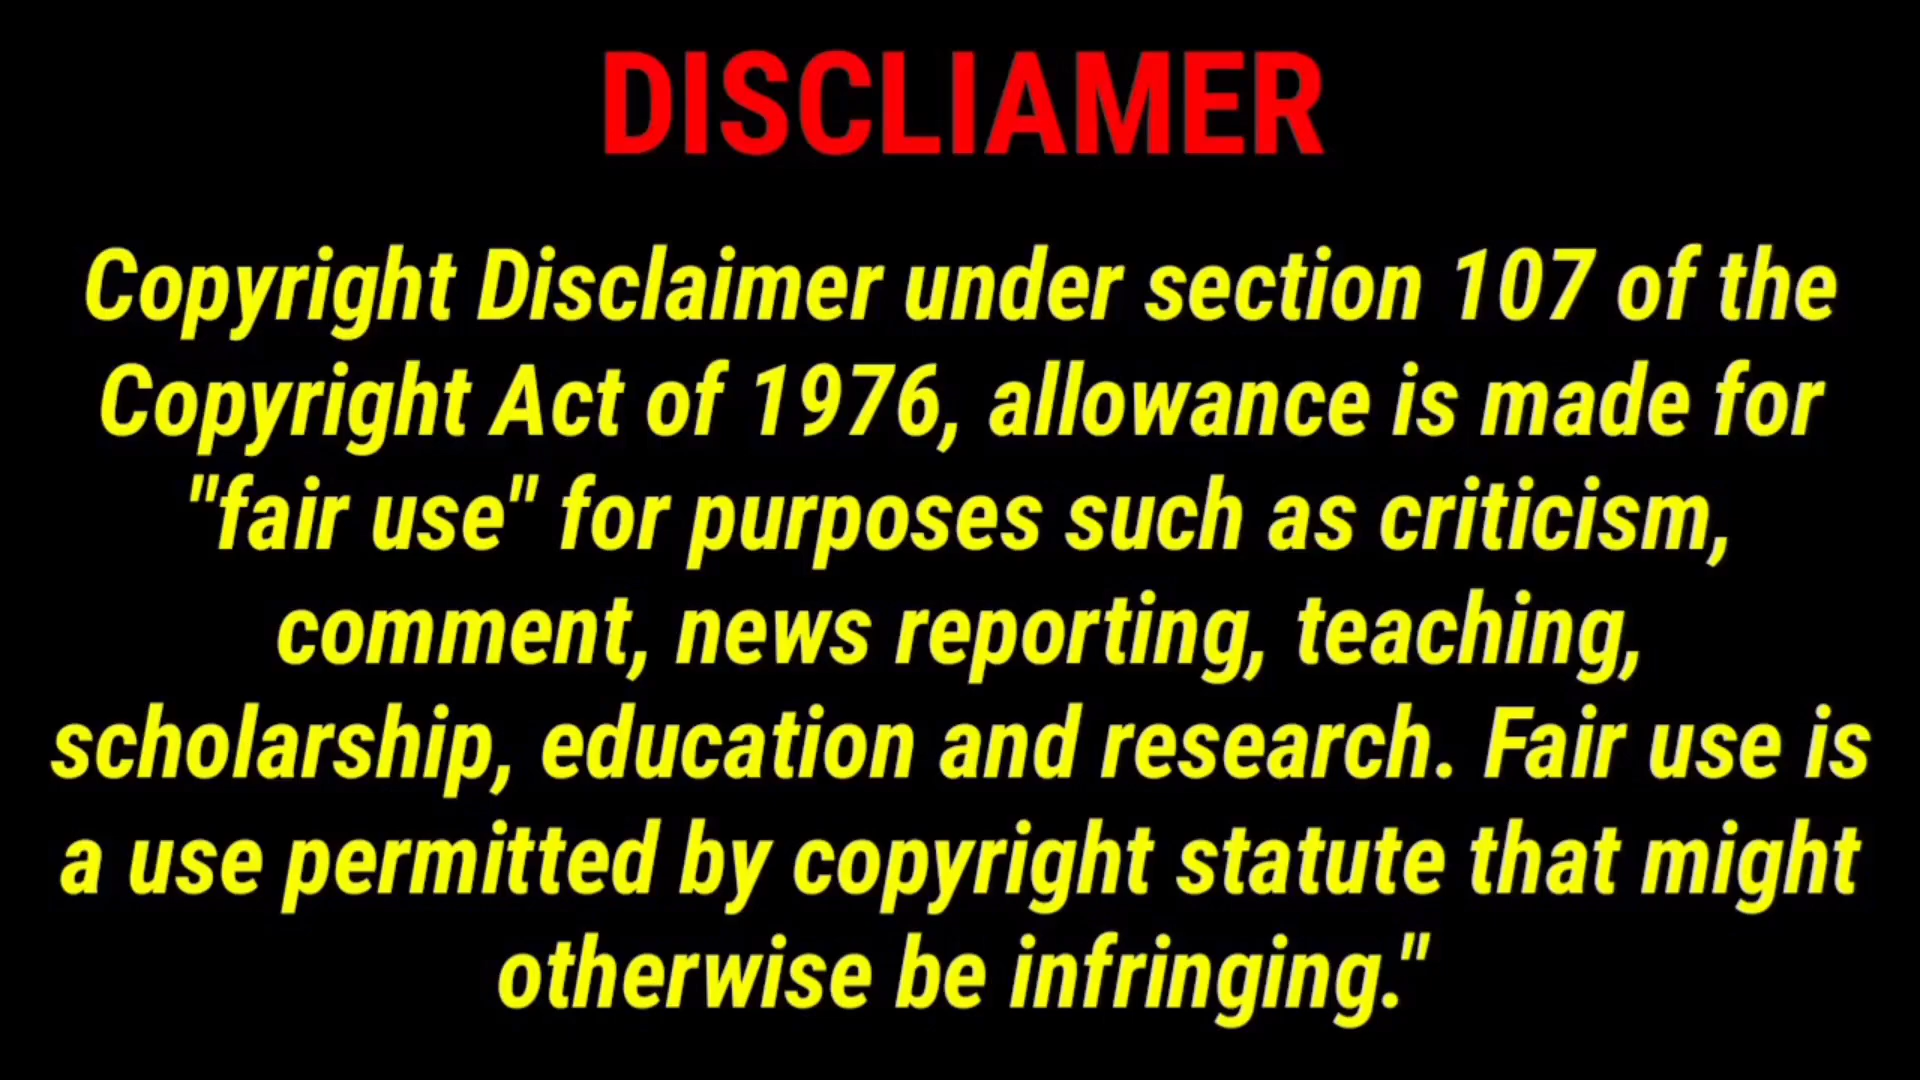 DISCLIAMER
Copyright Disclaimer under section 107 of the
Copyright Act of 1976, allowance is made for
"fair use" for purposes such as criticism,
comment, news reporting, teaching,
scholarship, education and research. Fair use is
a use permitted by copyright statute that might
otherwise be infringing."